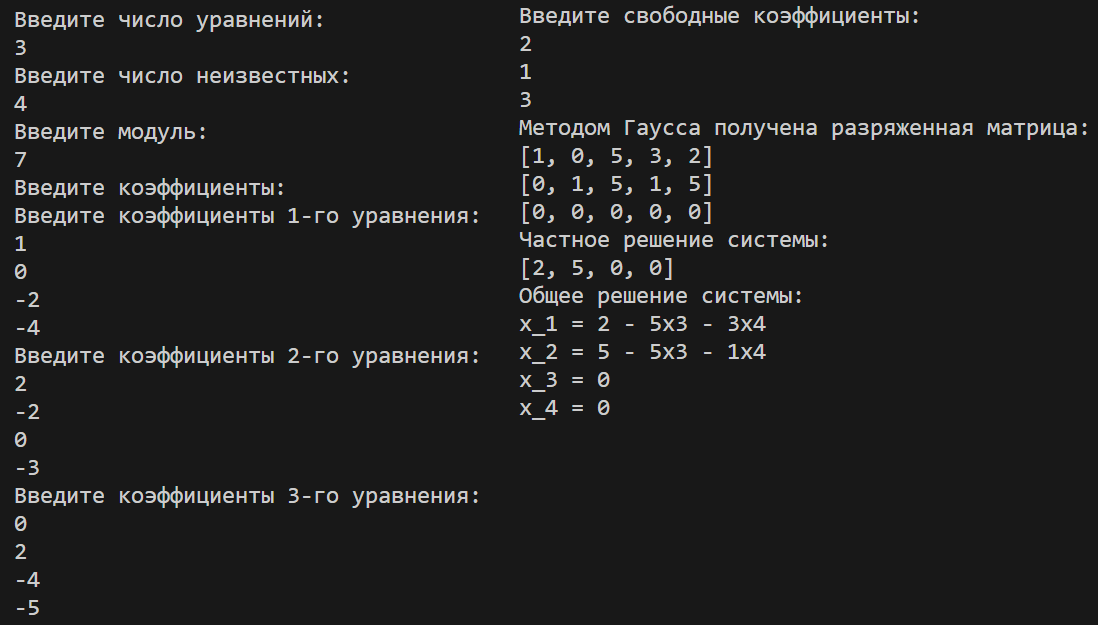 Введите число уравнений:
3
Введите число неизвестных:
4
Введите модуль:
7
Введите коэффициенты:
Введите коэффициенты 1-го уравнения:
1
0
-2
-4
Введите коэффициенты 2-го уравнения:
2
-2
0
-3
Введите коэффициенты 3-го уравнения:
0
2
-4
-5
Введите свободные коэффициенты:
2
1
3
Методом Гаусса получена разряженная матрица:
[1, 0, 5, 3, 2]
[0, 1, 5, 1, 5]
[0, 0, 0, 0, 0]
Частное решение системы:
[2, 5, 0, 0]
Общее решение системы:
x_1 = 2 - 5x3 - 3x4
x_2 = 5 - 5x3 - 1x4
x_3 = 0
x_4 = 0